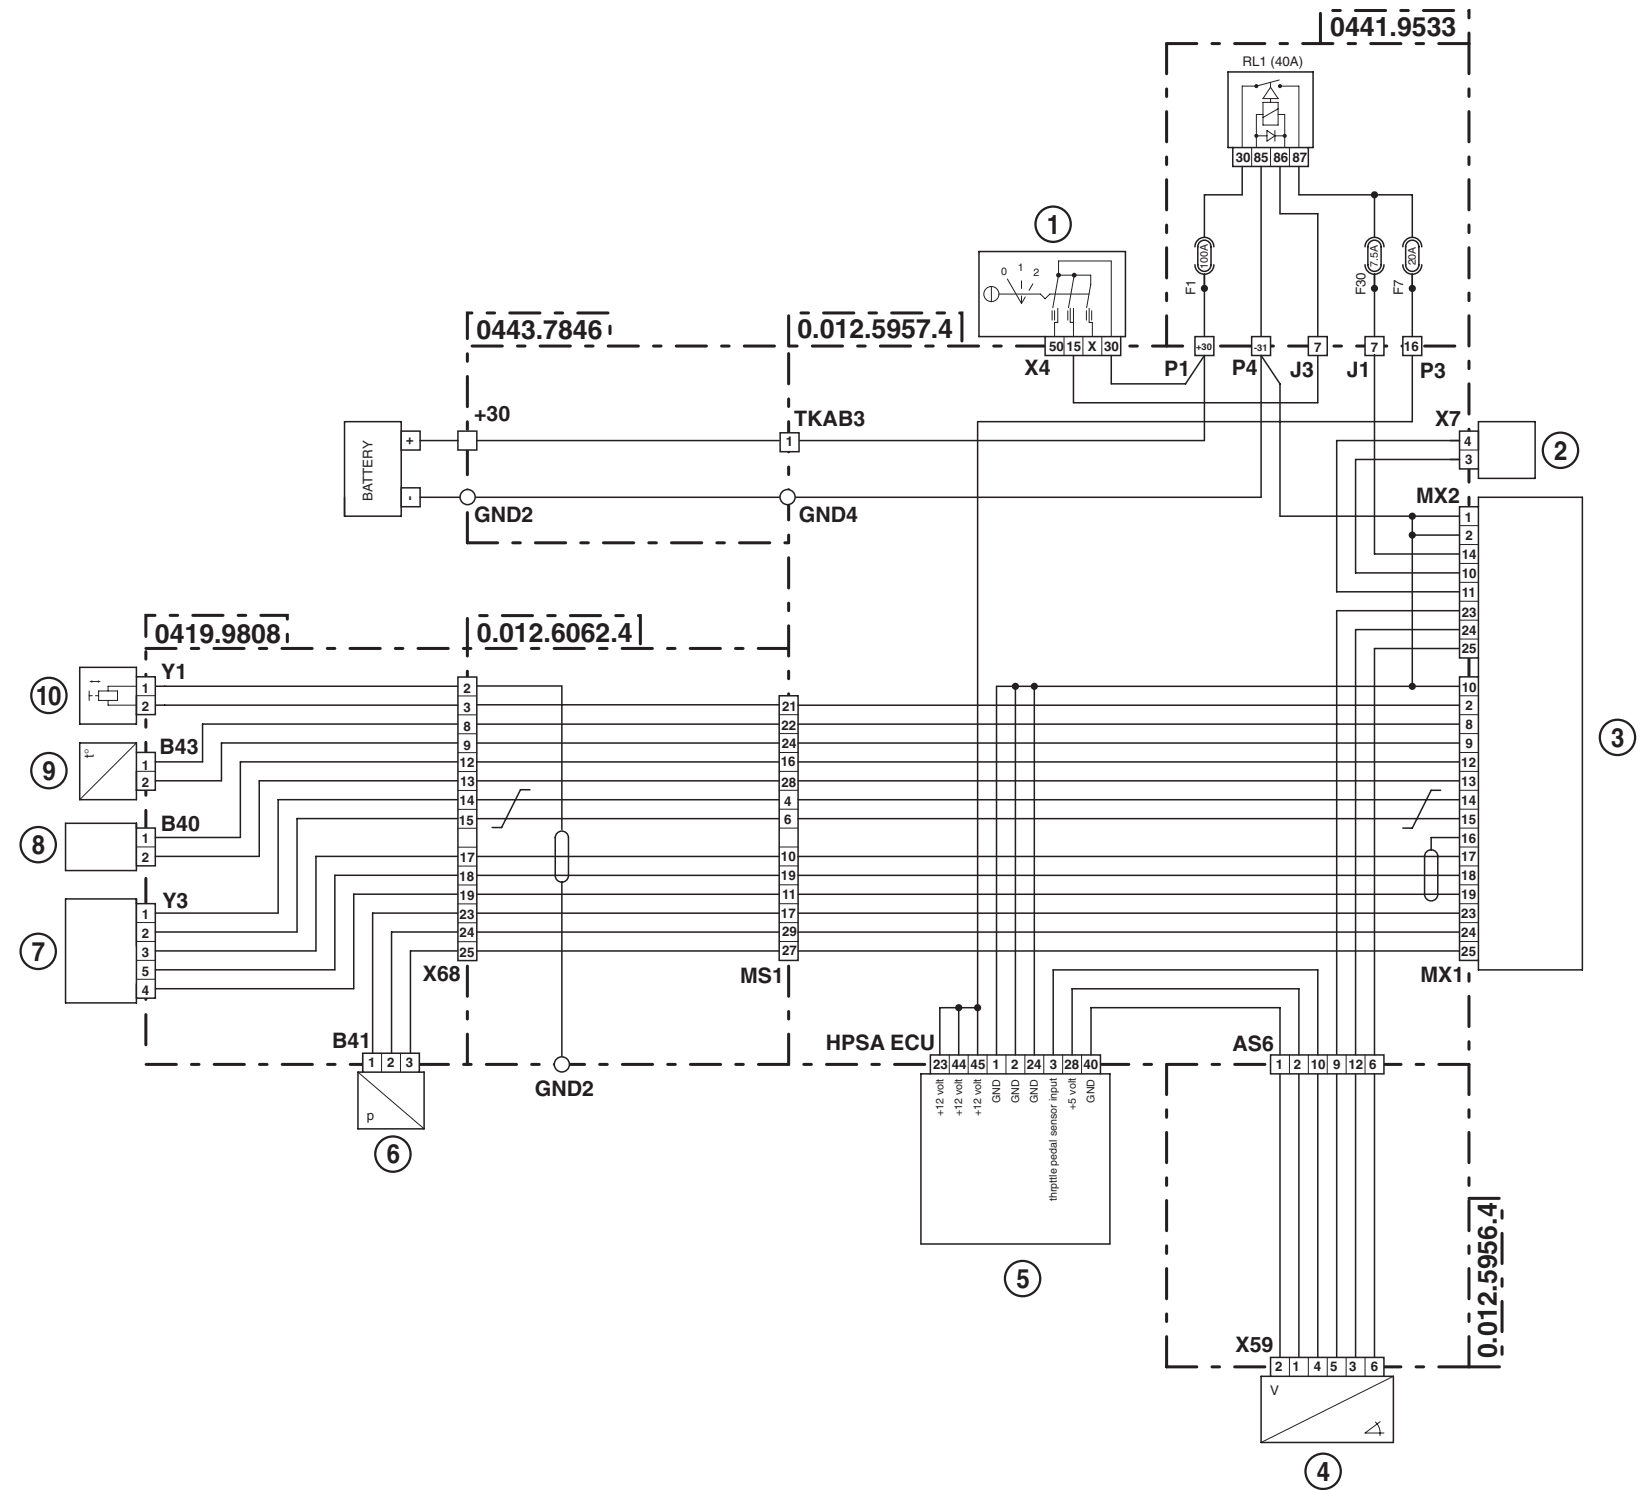 0441.9533
RL1 (40A)
30 85 86 87
1
0 1 2
100A
7.5A
20A
F1
F30
F7
0443.7846
0.012.5957.4
50 15 X 30
+30
-31
7
7
16
X4
P1
P4
J3
J1
P3
+30
TKAB3
X7
BATTERY
+
1
4
3
2
-
GND2
GND4
MX2
1
2
14
10
11
23
24
25
0419.9808
0.012.6062.4
10
Y1
1
2
9
t°
B43
1
2
8
B40
1
2
7
Y3
1
2
3
5
4
2
3
8
9
12
13
14
15
17
18
19
23
24
25
X68
21
22
24
16
28
4
6
10
19
11
17
29
27
MS1
10
2
8
9
12
13
14
15
16
17
18
19
23
24
25
MX1
3
B41
1 2 3
p
6
GND2
HPSA ECU
23 44 45 1 2 24 3 28 40
+12 volt
+12 volt
+12 volt
GND
GND
GND
thrpttle pedal sensor input
+5 volt
GND
5
AS6
1 2 10 9 12 6
0.012.5956.4
X59
2 1 4 5 3 6
V
4